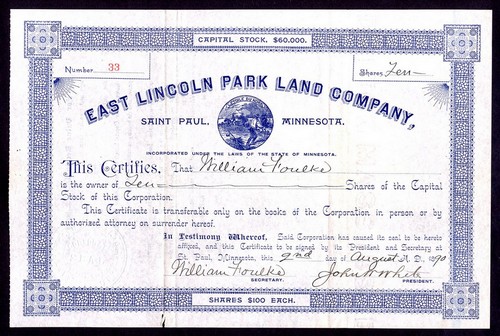 CAPITAL STOCK, $60.000.
Number 33
Shares Ten
EAST LINCOLN PARK LAND COMPANY,
SAINT PAUL, MINNESOTA.
INCORPORATED UNDER THE LAWS OF THE STATE OF MINNESOTA.
This Certifies, That William Foulke
is the owner of Ten Shares of the Capital
Stock of this Corporation.
This Certificate is transferable only on the books of the Corporation in person or by
authorised attorney on surrender hereof.
In Testimony Whereof, Said Corporation has caused its seal to be hereto
affixed, and this Certificate to be signed by its President and Secretary at
St. Paul, Minnesota, this 2nd day of August A. D. 1890
William Foulke John W White
SECRETARY. PRESIDENT.
SHARES $100 EACH.